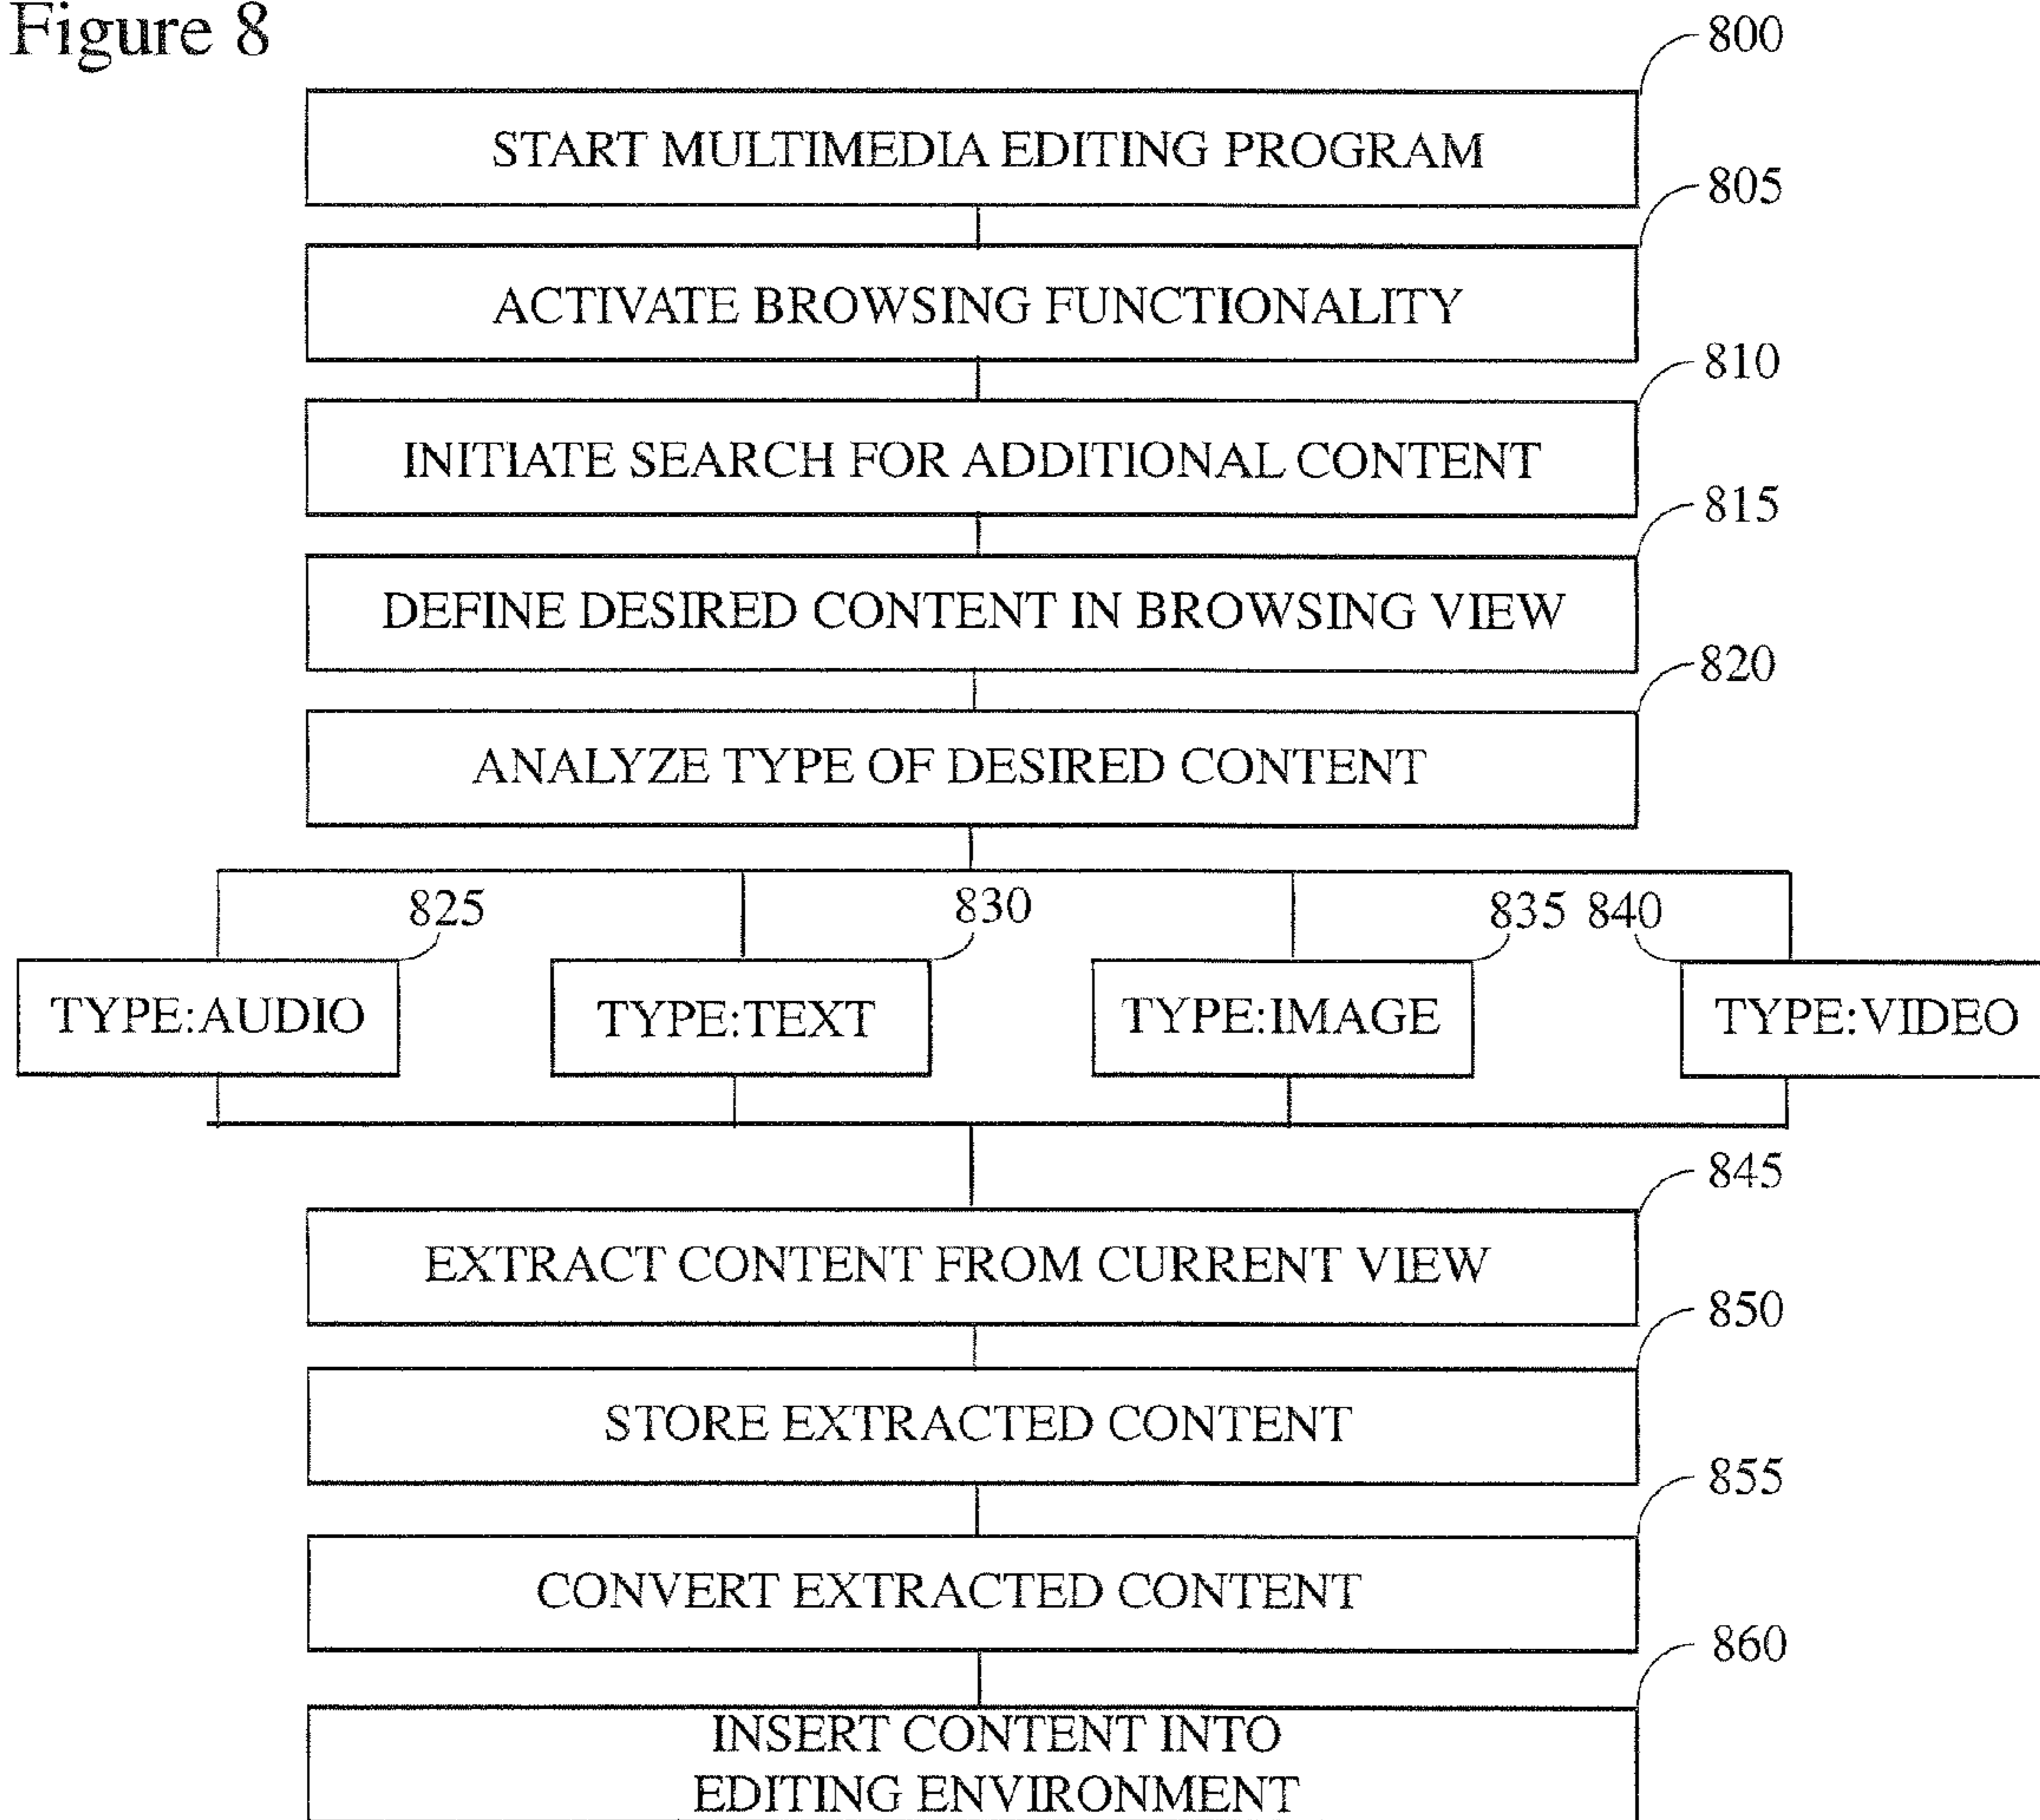 Figure 8
800
START MULTIMEDIA EDITING PROGRAM
805
ACTIVATE BROWSING FUNCTIONALITY
810
INITIATE SEARCH FOR ADDITIONAL CONTENT
815
DEFINE DESIRED CONTENT IN BROWSING VIEW
820
ANALYZE TYPE OF DESIRED CONTENT
825 830 835 840
TYPE:AUDIO TYPE:TEXT TYPE:IMAGE TYPE:VIDEO
845
EXTRACT CONTENT FROM CURRENT VIEW
850
STORE EXTRACTED CONTENT
855
CONVERT EXTRACTED CONTENT
860
INSERT CONTENT INTO
EDITING ENVIRONMENT